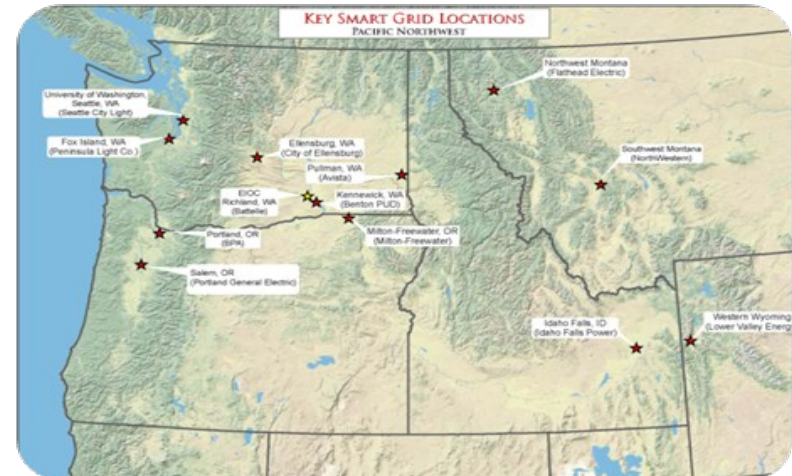 KEY SMART GRID LOCATIONS
PACIFIC NORTHWEST
Northwest Montana
(Flathead Electric)
University of Washington,
Seattle, WA
(Seattle City Light)
Fox Island, WA
(Peninsula Light Co.)
Ellensburg, WA
(City of Ellensburg)
Pullman, WA
(Avista)
Southwest Montana
(NorthWestern)
EIOC
Richland, WA
(Battelle)
Kennewick, WA
(Benton PUD)
Portland, OR
(BPA)
Milton-Freewater, OR
(Milton-Freewater)
Salem, OR
(Portland General Electric)
Idaho Falls, ID
(Idaho Falls Power)
Western Wyoming
(Lower Valley Energ